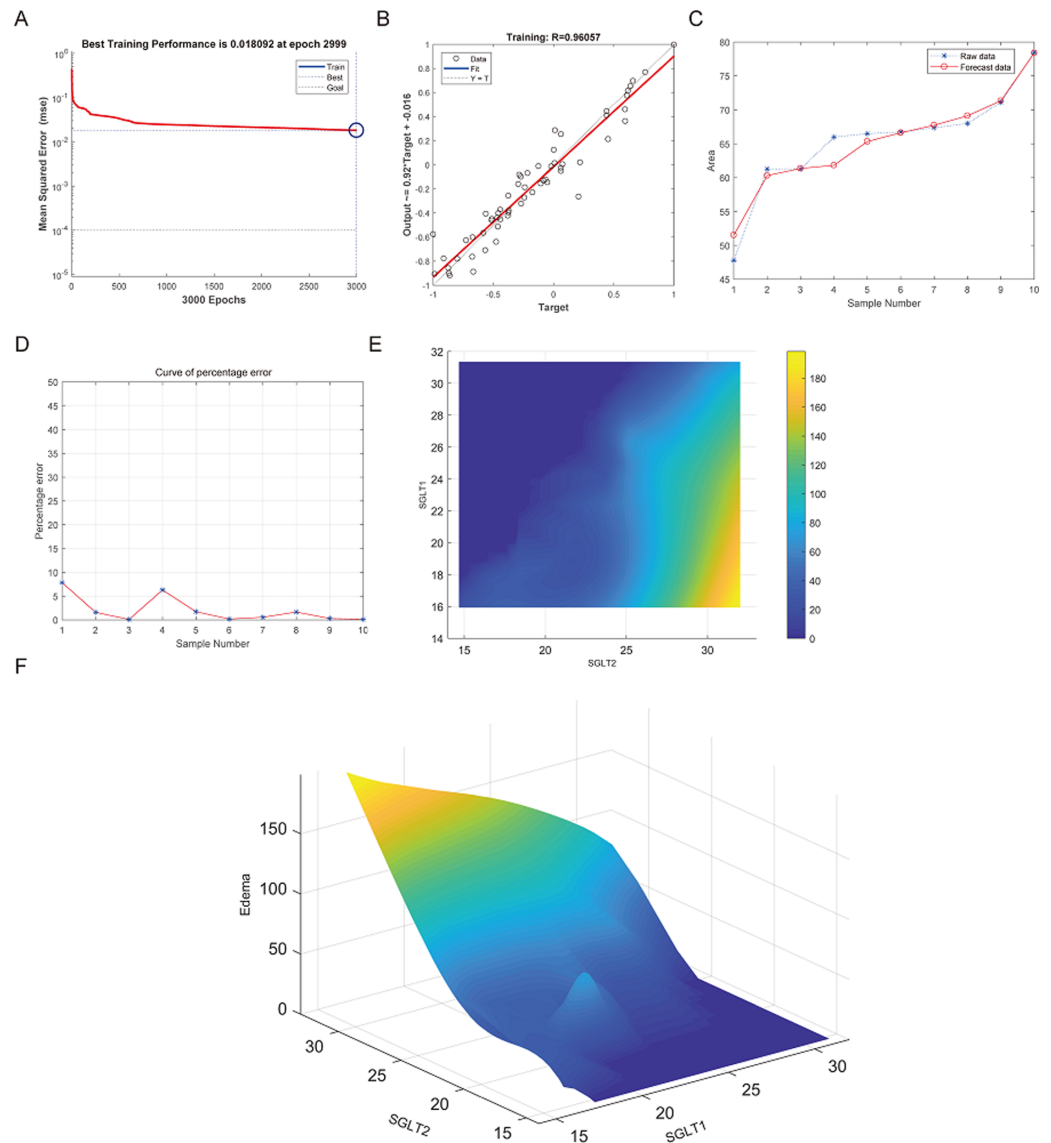 A
Best Training Performance is 0.018092 at epoch 2999
Mean Squared Error (mse)
10^0
10^-1
10^-2
10^-3
10^-4
10^-5
Train
Best
Goal
0 500 1000 1500 2000 2500 3000
3000 Epochs
B
Training: R=0.96057
Output ~= 0.92*Target + -0.016
1
0.8
0.6
0.4
0.2
0
-0.2
-0.4
-0.6
-0.8
-1
Data
Fit
Y = T
-1 -0.5 0 0.5 1
Target
C
Area
80
75
70
65
60
55
50
45
Raw data
Forecast data
1 2 3 4 5 6 7 8 9 10
Sample Number
D
Curve of percentage error
Percentage error
50
45
40
35
30
25
20
15
10
5
0
1 2 3 4 5 6 7 8 9 10
Sample Number
E
SGLT1
32
30
28
26
24
22
20
18
16
14
15 20 25 30
SGLT2
180
160
140
120
100
80
60
40
20
0
F
Edema
150
100
50
0
30
25
20
15
SGLT2
15
20
25
30
SGLT1